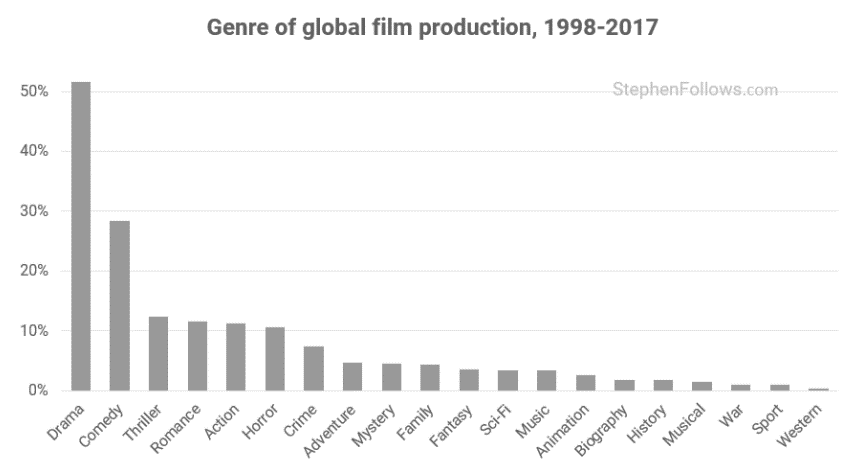 Genre of global film production, 1998-2017
StephenFollows.com
50%
40%
30%
20%
10%
0%
Drama
Comedy
Thriller
Romance
Action
Horror
Crime
Adventure
Mystery
Family
Fantasy
Sci-Fi
Music
Animation
Biography
History
Musical
War
Sport
Western